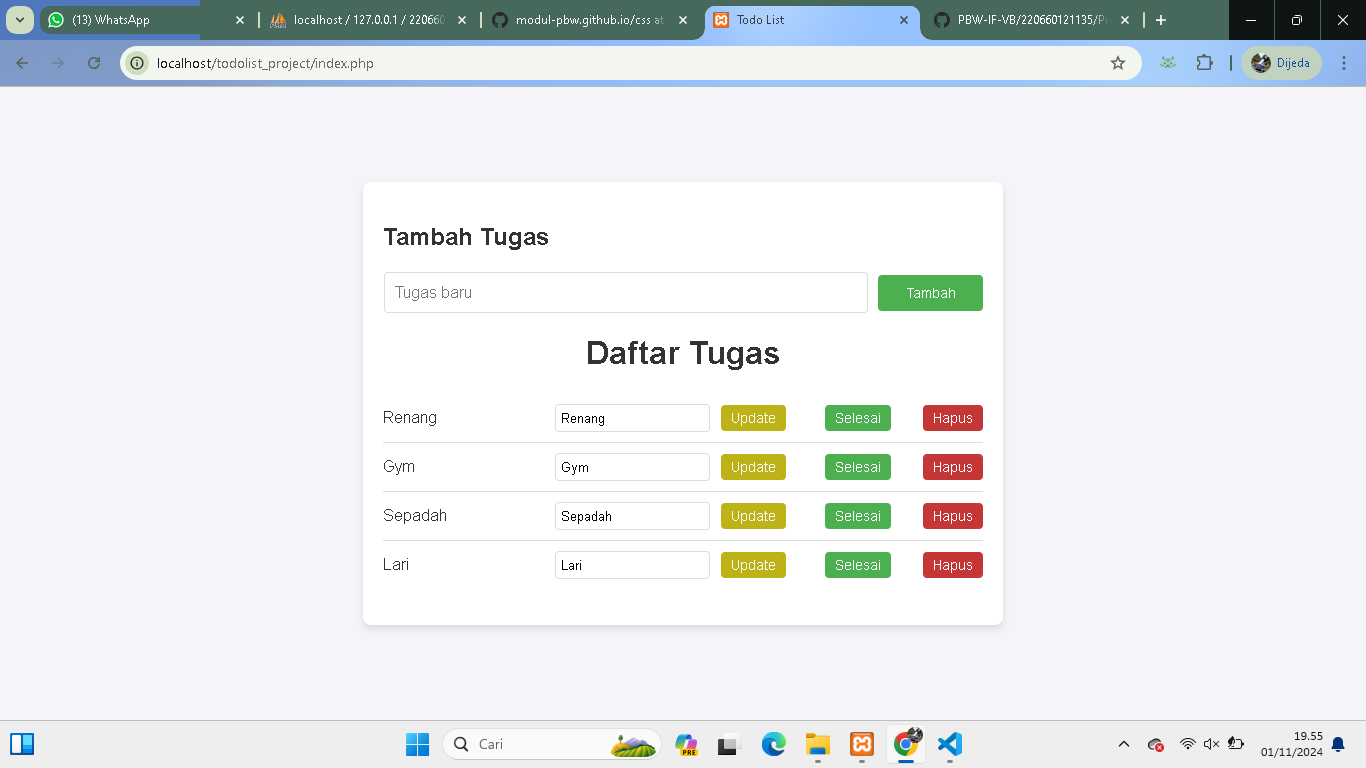 (13) WhatsApp
localhost / 127.0.0.1 / 220660
modul-pbw.github.io/css at
Todo List
PBW-IF-VB/220660121135/Pr
localhost/todolist_project/index.php
Dijeda
Tambah Tugas
Tugas baru
Tambah
Daftar Tugas
Renang Renang Update Selesai Hapus
Gym Gym Update Selesai Hapus
Sepadah Sepadah Update Selesai Hapus
Lari Lari Update Selesai Hapus
Cari
PRE
19.55
01/11/2024